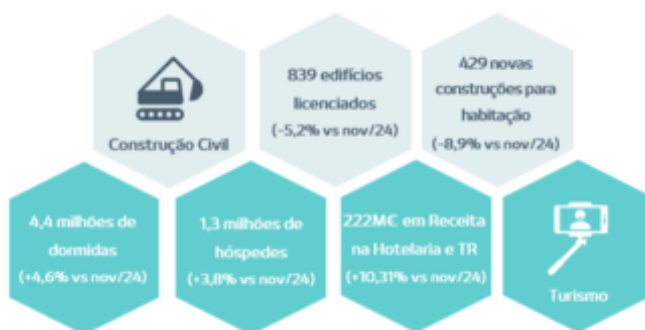 Construção Civil
839 edifícios
licenciados
(-5,2% vs nov/24)
429 novas
construções para
habitação
(-8,9% vs nov/24)
4,4 milhões de
dormidas
(+4,6% vs nov/24)
1,3 milhões de
hóspedes
(+3,8% vs nov/24)
222M€ em Receita
na Hotelaria e TR
(+10,31% vs nov/24)
Turismo